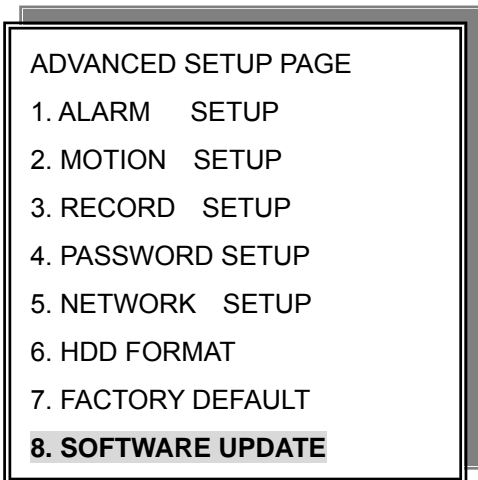 ADVANCED SETUP PAGE
1. ALARM SETUP
2. MOTION SETUP
3. RECORD SETUP
4. PASSWORD SETUP
5. NETWORK SETUP
6. HDD FORMAT
7. FACTORY DEFAULT
8. SOFTWARE UPDATE